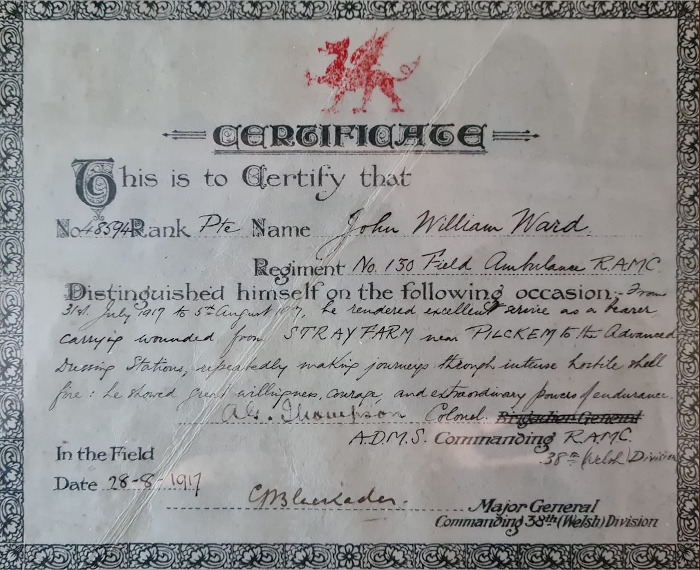 CERTIFICATE
This is to Certify that
No. 48594 Rank Pte Name John William Ward.
Regiment No. 130 Field Ambulance R.A.M.C.
Distinguished himself on the following occasion:- From
31st. July 1917 to 5th August 1917, he rendered excellent service as a bearer
carrying wounded from STRAY FARM near PILCKEM to the Advanced
Dressing Stations, repeatedly making journeys through intense hostile shell
fire: he showed great willingness, courage, and extraordinary powers of endurance.
Thompson Colonel. Brigadier General
A.D.M.S. Commanding R.A.M.C.
38th (Welsh) Division
In the Field
Date 28-8-1917
Blackader.
Major General
Commanding 38th (Welsh) Division